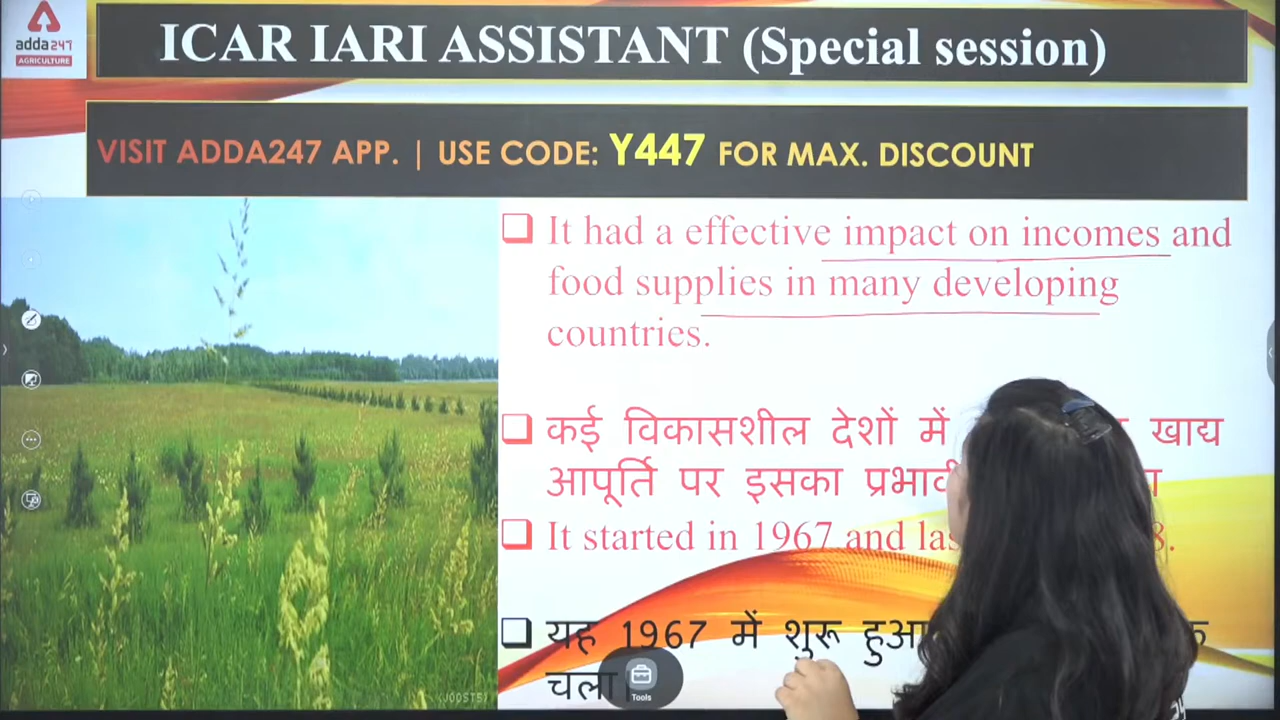 adda247
AGRICULTURE
ICAR IARI ASSISTANT (Special session)
VISIT ADDA247 APP. | USE CODE: Y447 FOR MAX. DISCOUNT
It had a effective impact on incomes and
food supplies in many developing
countries.
कई विकासशील देशों में खाद्य
आपूर्ति पर इसका
It started in 1967 and
यह 1967 में शुरू
चला।
Tools